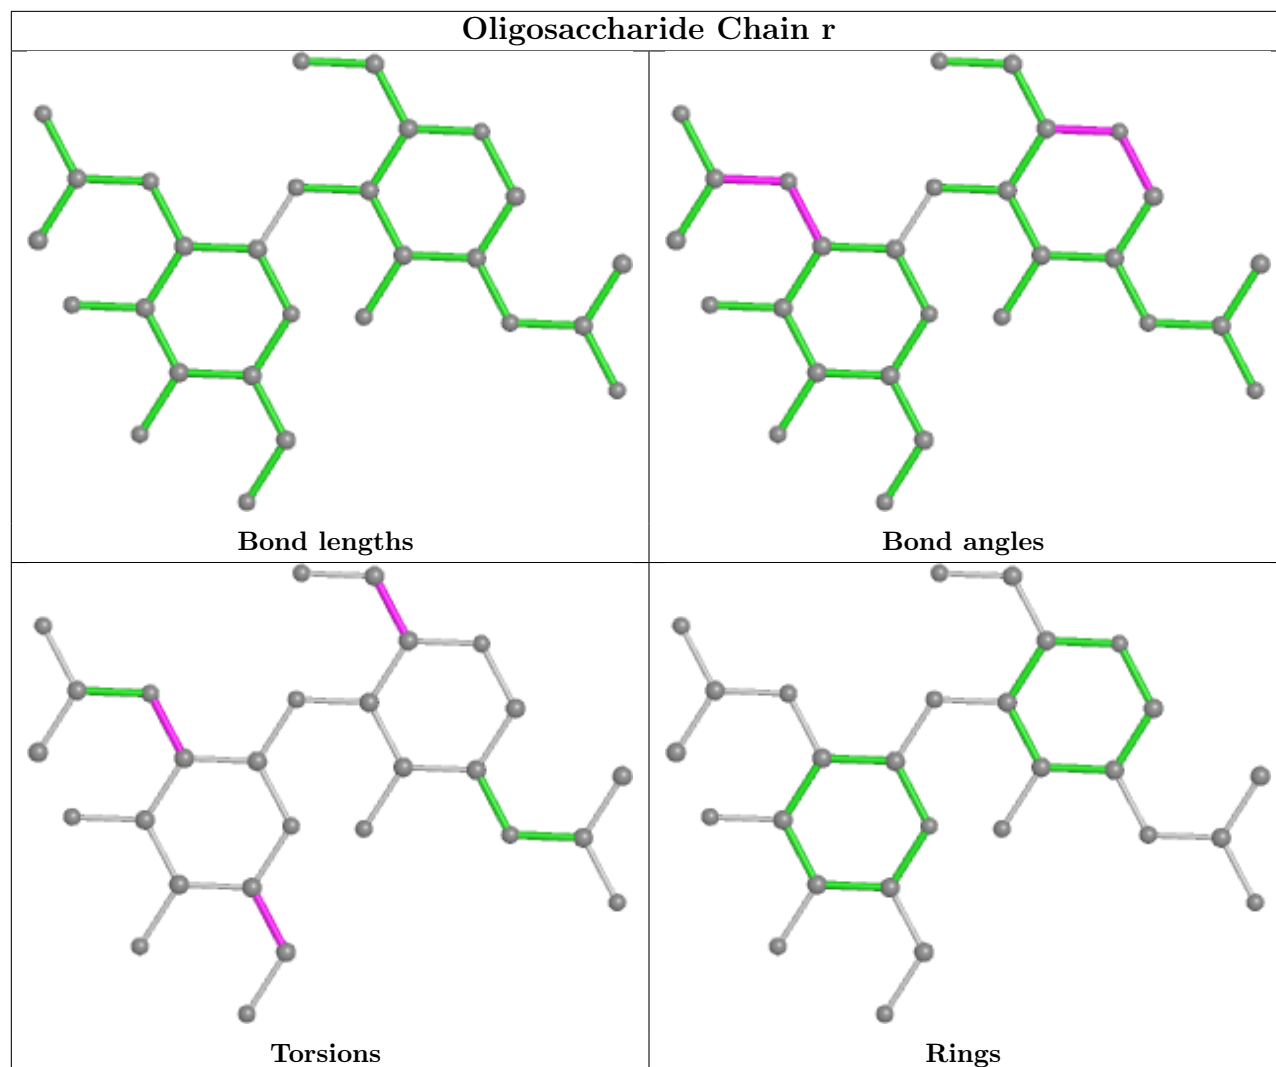 Oligosaccharide Chain r
Bond lengths
Bond angles
Torsions
Rings